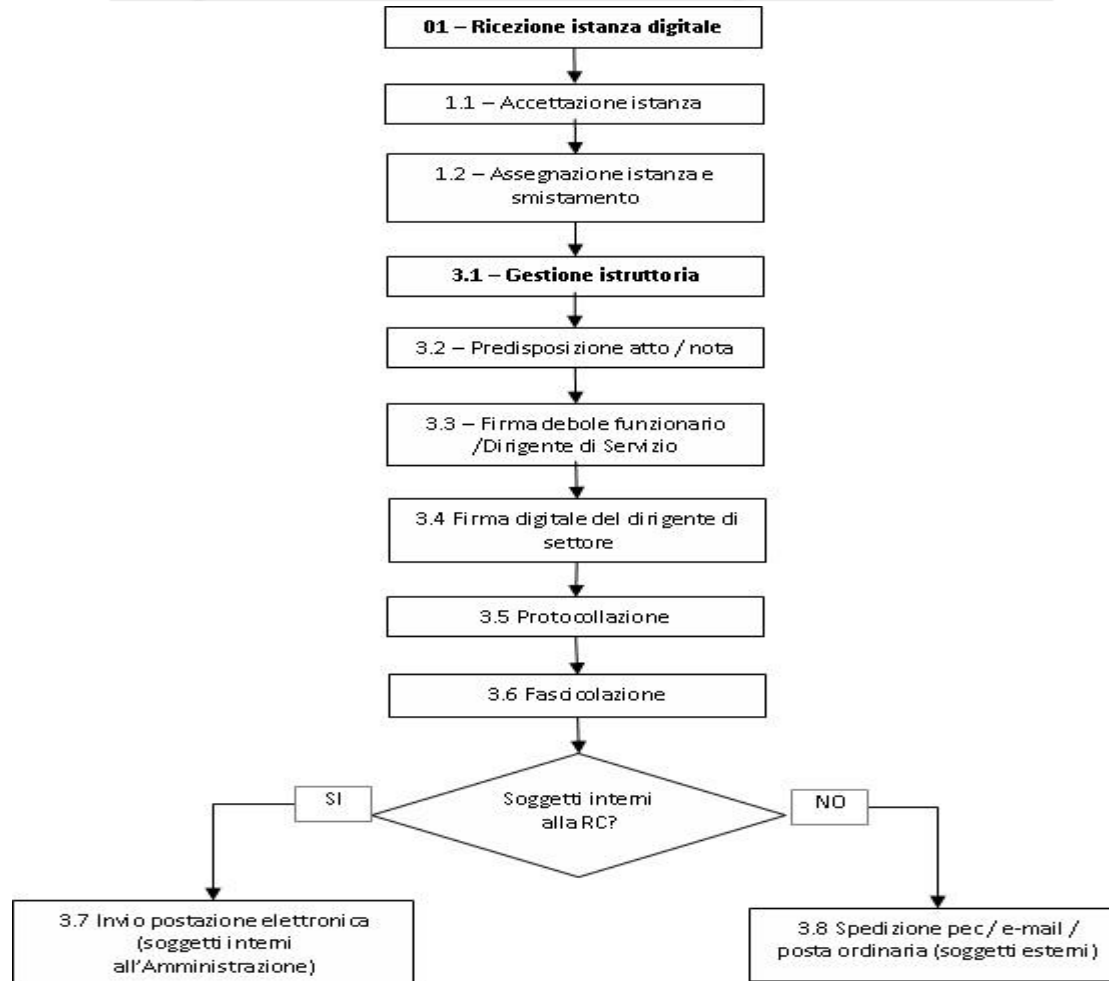 01 – Ricezione istanza digitale
1.1 – Accettazione istanza
1.2 – Assegnazione istanza e
smistamento
3.1 – Gestione istruttoria
3.2 – Predisposizione atto / nota
3.3 – Firma debole funzionario
/Dirigente di Servizio
3.4 Firma digitale del dirigente di
settore
3.5 Protocollazione
3.6 Fascicolazione
Soggetti interni
alla RC?
SI
NO
3.7 Invio postazione elettronica
(soggetti interni
all’Amministrazione)
3.8 Spedizione pec / e-mail /
posta ordinaria (soggetti esterni)